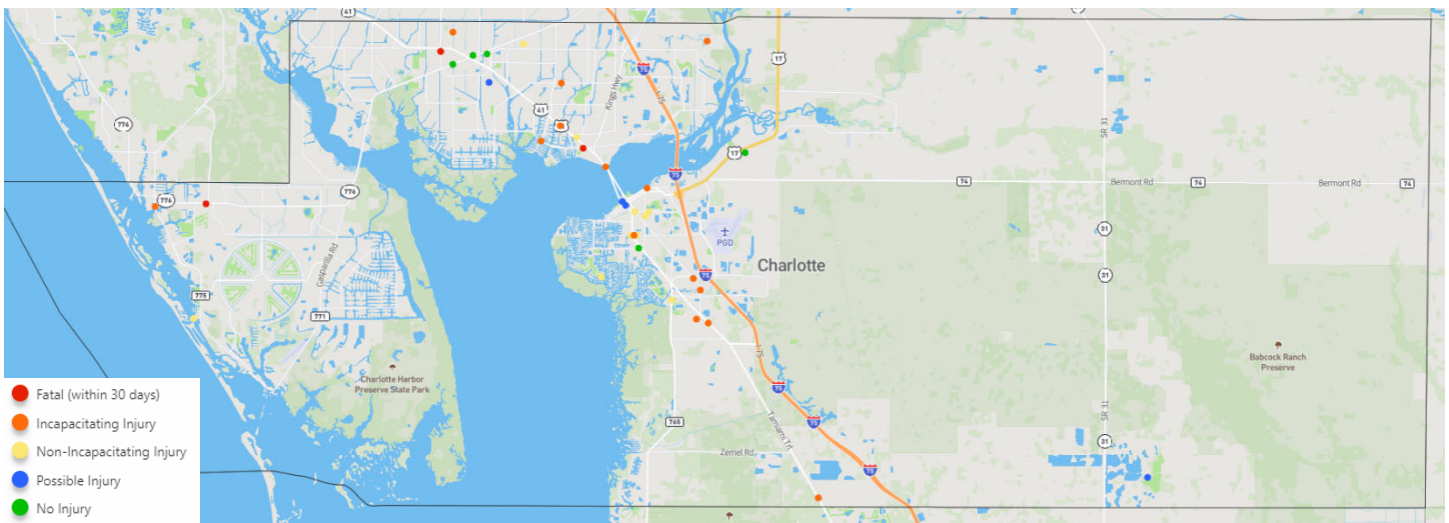 41
17
75
Kings Hwy
I-75
776
41
SR 31
U.S
17
75
776
776
74
Bermont Rd
74
Bermont Rd
74
31
PGD
Gasparilla Rd
Charlotte
75
31
775
771
I-75
Babcock Ranch
Preserve
Charlotte Harbor
Preserve State Park
75
SR 31
765
Tamiami Trl
75
31
Zemel Rd
75
Fatal (within 30 days)
Incapacitating Injury
Non-Incapacitating Injury
Possible Injury
No Injury